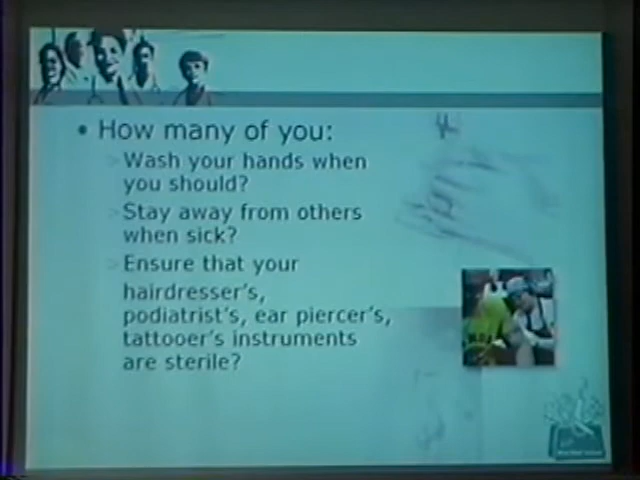 • How many of you:
Wash your hands when
you should?
Stay away from others
when sick?
Ensure that your
hairdresser's,
podiatrist's, ear piercer's,
tattooer's instruments
are sterile?